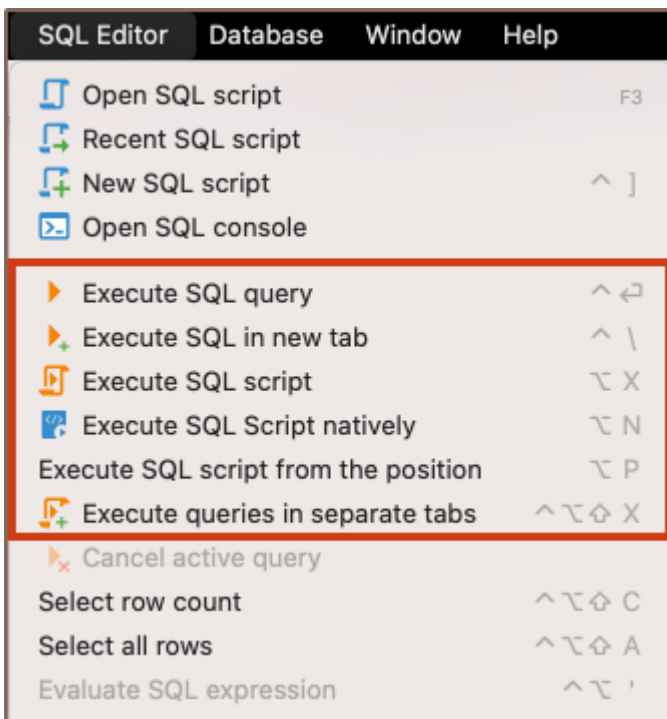 SQL Editor Database Window Help
Open SQL script F3
Recent SQL script
New SQL script ^ ]
Open SQL console
Execute SQL query ^ ↩
Execute SQL in new tab ^ \
Execute SQL script ⌥ X
Execute SQL Script natively ⌥ N
Execute SQL script from the position ⌥ P
Execute queries in separate tabs ^⌥⇧ X
Cancel active query
Select row count ^⌥⇧ C
Select all rows ^⌥⇧ A
Evaluate SQL expression ^⌥ '